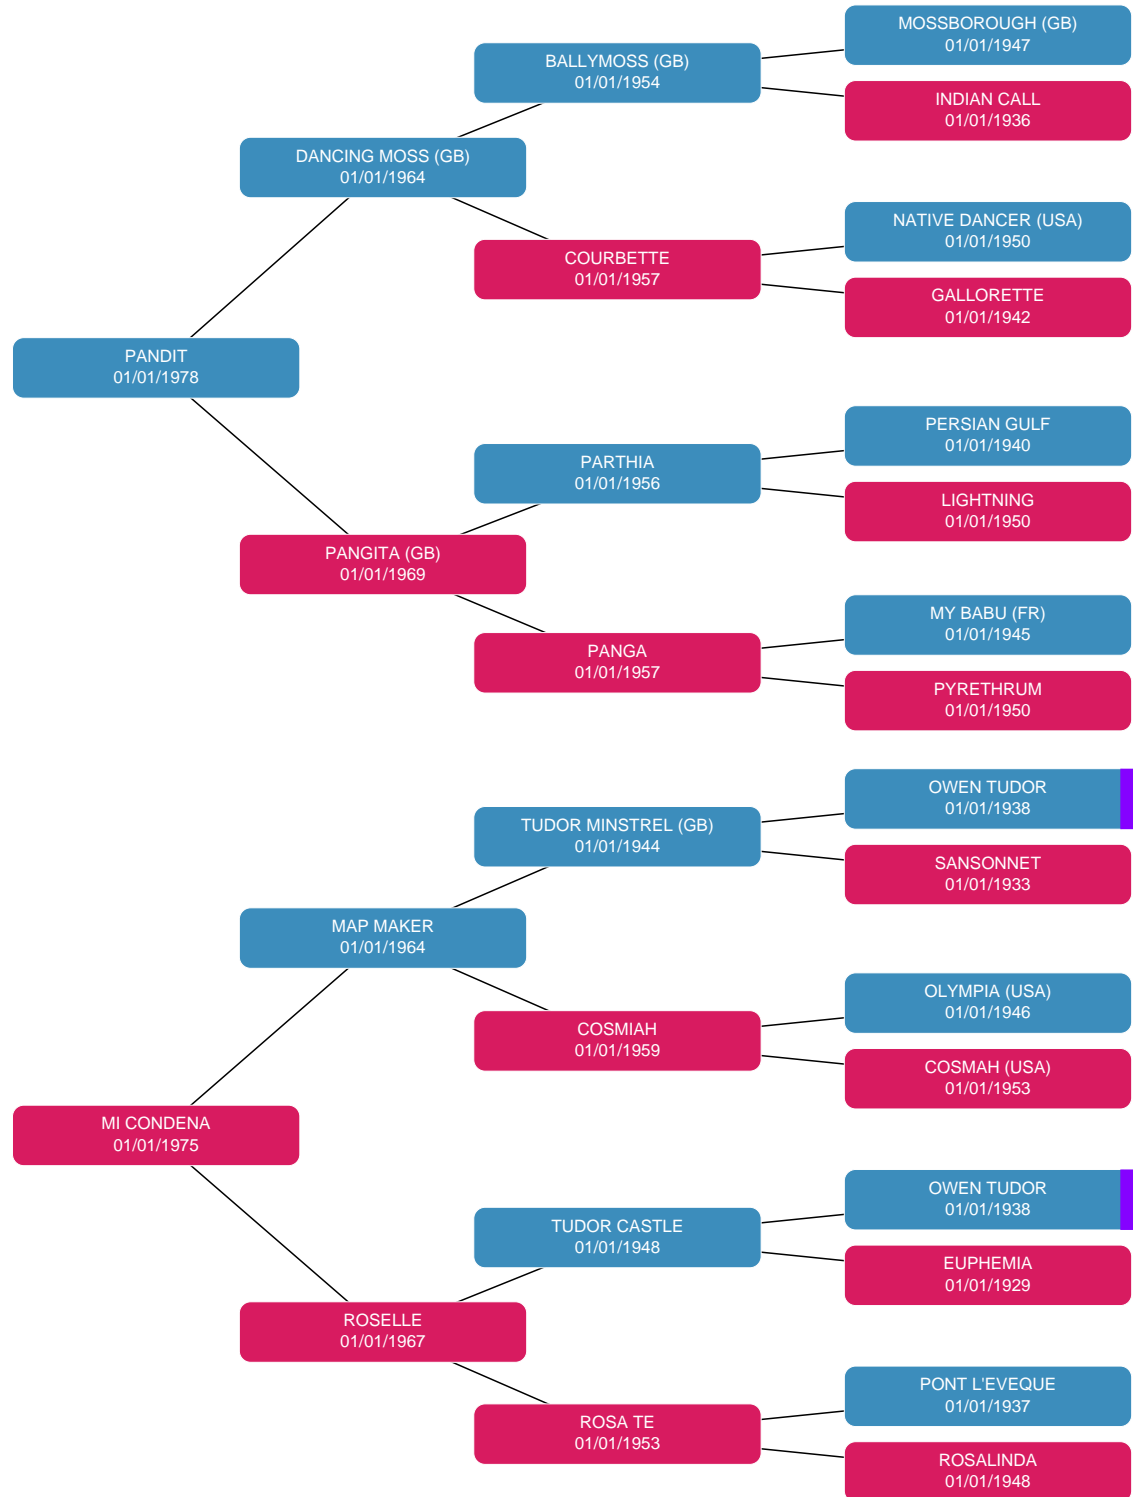 MOSSBOROUGH (GB)
01/01/1947
BALLYMOSS (GB)
01/01/1954
INDIAN CALL
01/01/1936
DANCING MOSS (GB)
01/01/1964
NATIVE DANCER (USA)
01/01/1950
COURBETTE
01/01/1957
GALLORETTE
01/01/1942
PANDIT
01/01/1978
PERSIAN GULF
01/01/1940
PARTHIA
01/01/1956
LIGHTNING
01/01/1950
PANGITA (GB)
01/01/1969
MY BABU (FR)
01/01/1945
PANGA
01/01/1957
PYRETHRUM
01/01/1950
OWEN TUDOR
01/01/1938
TUDOR MINSTREL (GB)
01/01/1944
SANSONNET
01/01/1933
MAP MAKER
01/01/1964
OLYMPIA (USA)
01/01/1946
COSMIAH
01/01/1959
COSMAH (USA)
01/01/1953
MI CONDENA
01/01/1975
OWEN TUDOR
01/01/1938
TUDOR CASTLE
01/01/1948
EUPHEMIA
01/01/1929
ROSELLE
01/01/1967
PONT L'EVEQUE
01/01/1937
ROSA TE
01/01/1953
ROSALINDA
01/01/1948